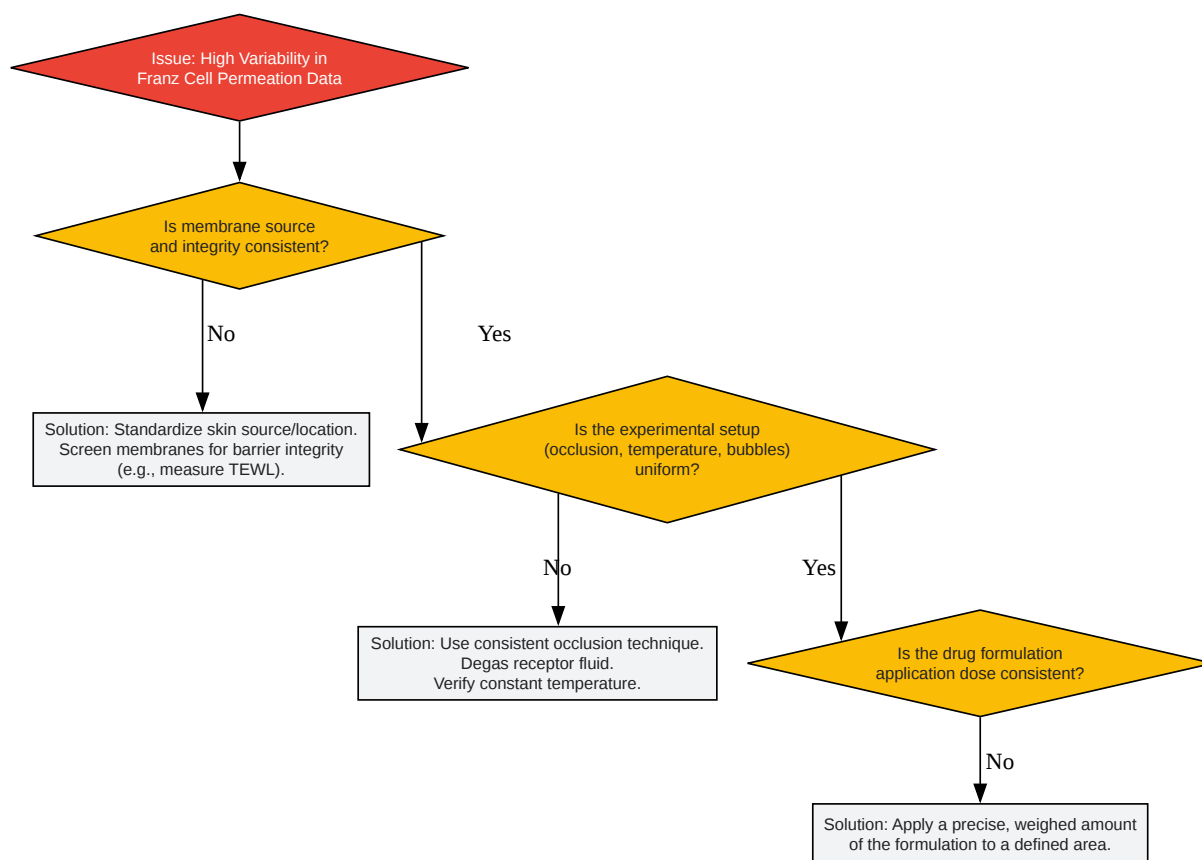 Issue: High Variability in
Franz Cell Permeation Data
Is membrane source
and integrity consistent?
No
Yes
Solution: Standardize skin source/location.
Screen membranes for barrier integrity
(e.g., measure TEWL).
Is the experimental setup
(occlusion, temperature, bubbles)
uniform?
No
Yes
Solution: Use consistent occlusion technique.
Degas receptor fluid.
Verify constant temperature.
Is the drug formulation
application dose consistent?
No
Solution: Apply a precise, weighed amount
of the formulation to a defined area.